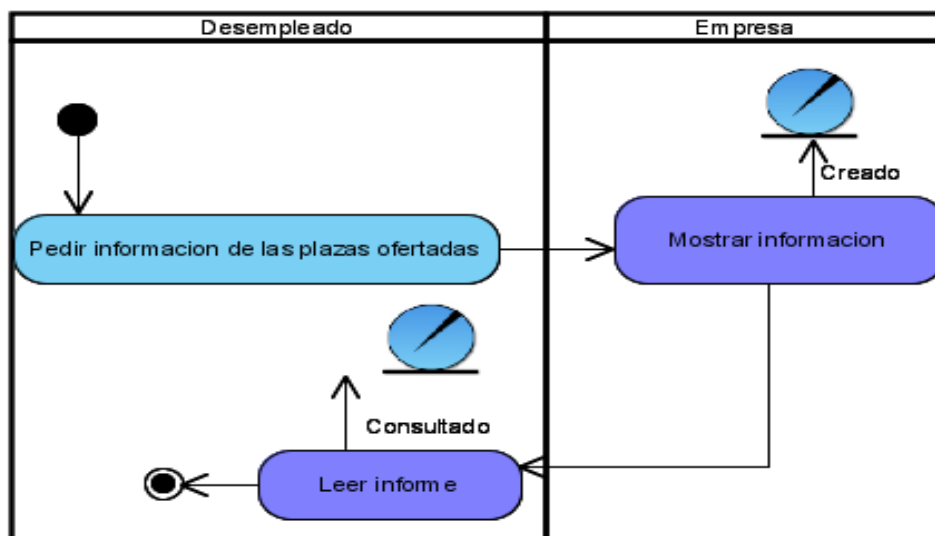 Desempleado
Empresa
Creado
Pedir informacion de las plazas ofertadas
Mostrar informacion
Consultado
Leer informe